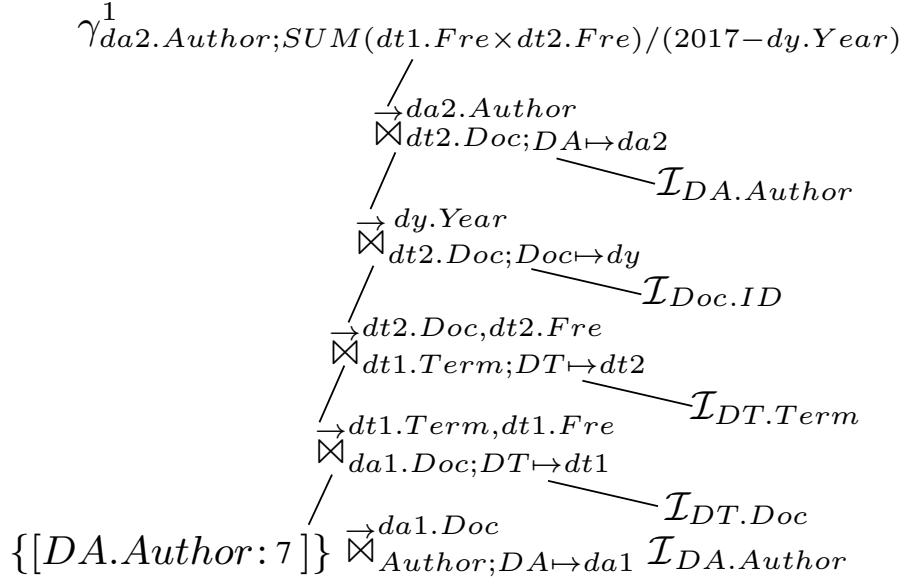 γ^1_{da2.Author;SUM(dt1.Fre×dt2.Fre)/(2017−dy.Year)}
⋈→^{da2.Author}_{dt2.Doc;DA↦da2}
ℐ_{DA.Author}
⋈→^{dy.Year}_{dt2.Doc;Doc↦dy}
ℐ_{Doc.ID}
⋈→^{dt2.Doc,dt2.Fre}_{dt1.Term;DT↦dt2}
ℐ_{DT.Term}
⋈→^{dt1.Term,dt1.Fre}_{da1.Doc;DT↦dt1}
ℐ_{DT.Doc}
{[DA.Author: 7 ]} ⋈→^{da1.Doc}_{Author;DA↦da1} ℐ_{DA.Author}